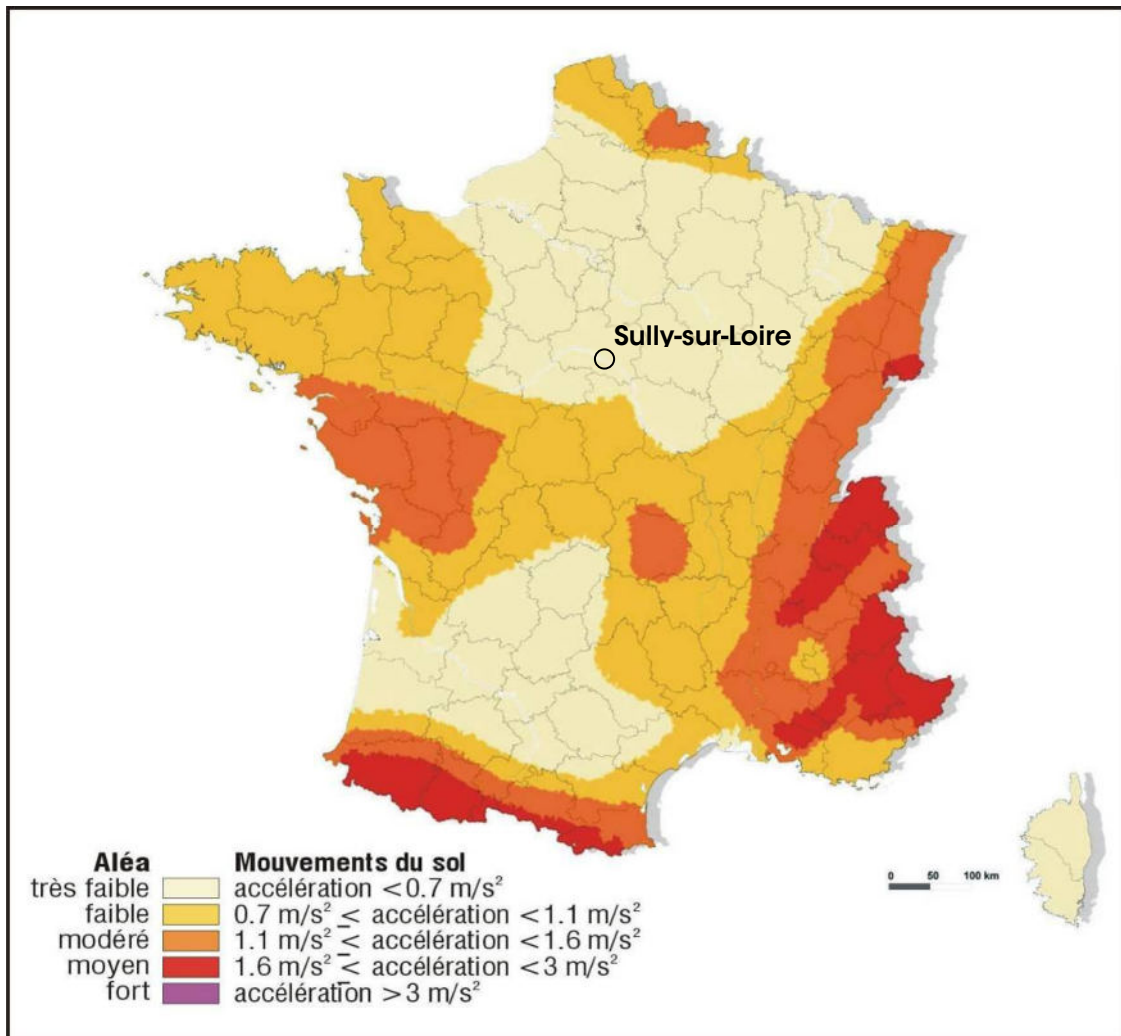 Sully-sur-Loire
Aléa Mouvements du sol
très faible accélération <0.7 m/s²
faible 0.7 m/s² < accélération <1.1 m/s²
modéré 1.1 m/s² < accélération <1.6 m/s²
moyen 1.6 m/s² < accélération <3 m/s²
fort accélération >3 m/s²
0 50 100 km